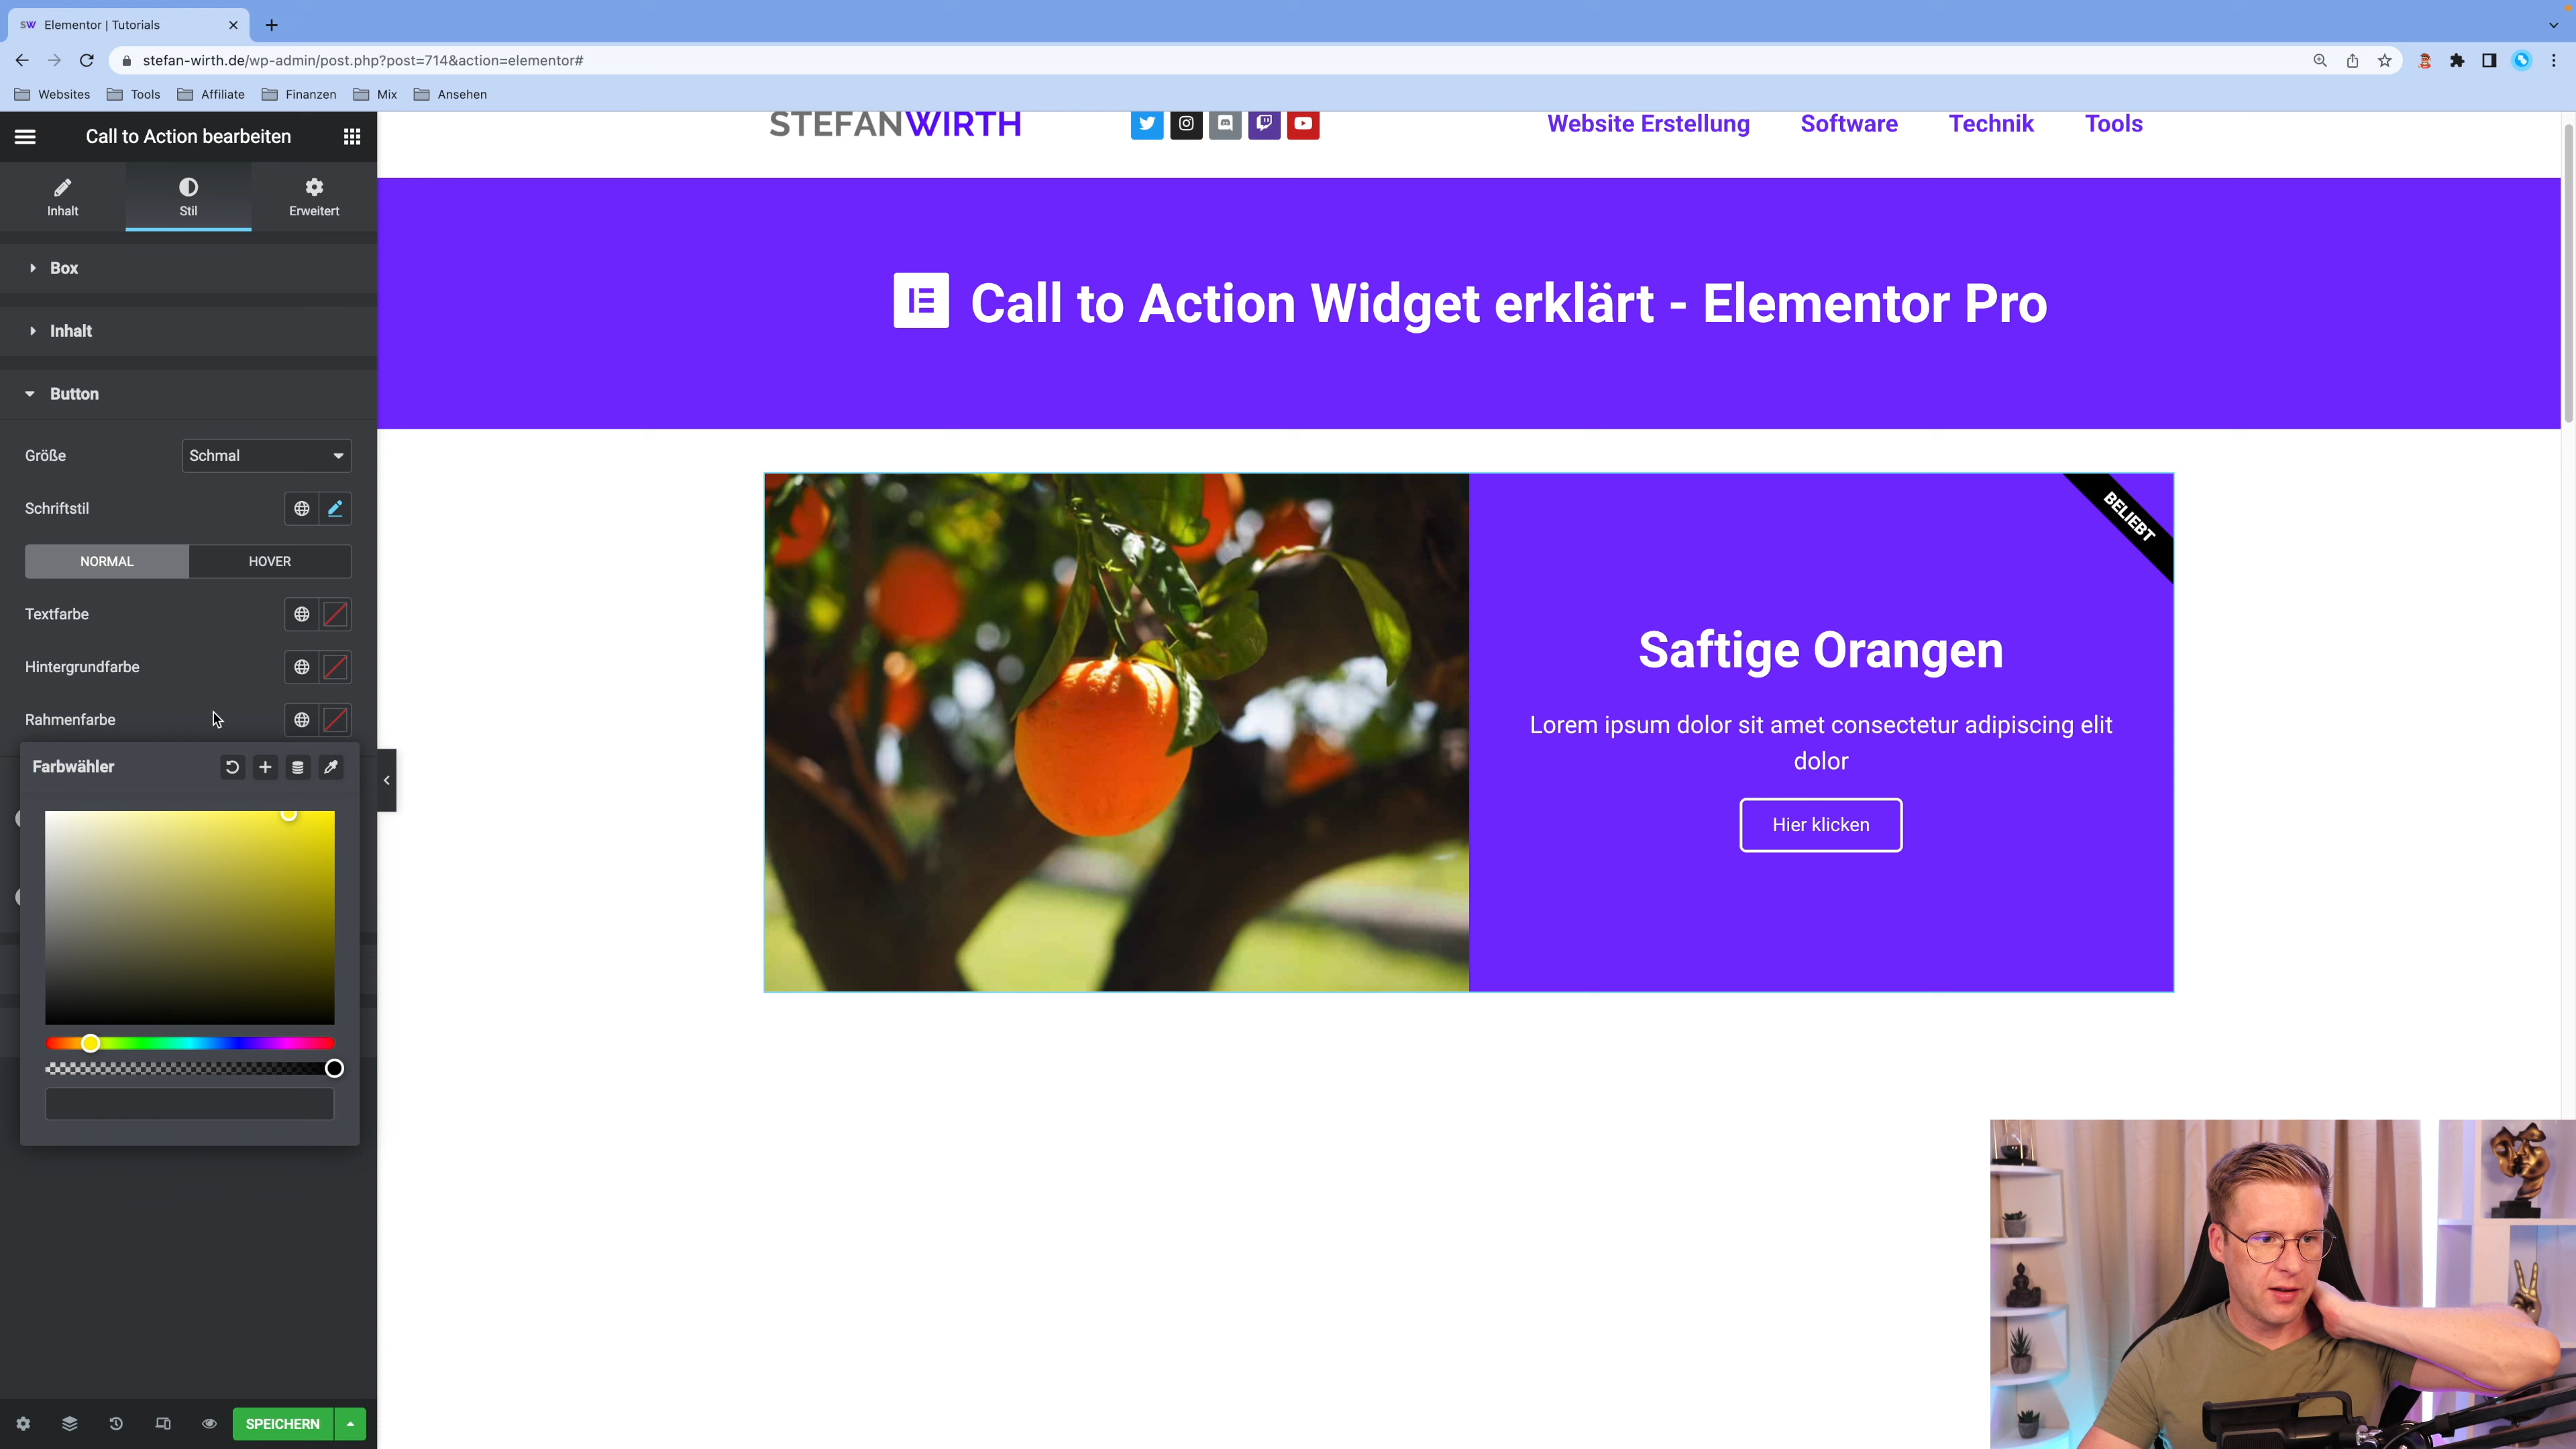 SW Elementor | Tutorials
stefan-wirth.de/wp-admin/post.php?post=714&action=elementor#
Websites Tools Affiliate Finanzen Mix Ansehen
Call to Action bearbeiten
Inhalt Stil Erweitert
Box
Inhalt
Button
Größe Schmal
Schriftstil
NORMAL HOVER
Textfarbe
Hintergrundfarbe
Rahmenfarbe
Farbwähler
SPEICHERN
STEFANWIRTH
Website Erstellung Software Technik Tools
Call to Action Widget erklärt - Elementor Pro
BELIEBT
Saftige Orangen
Lorem ipsum dolor sit amet consectetur adipiscing elit
dolor
Hier klicken